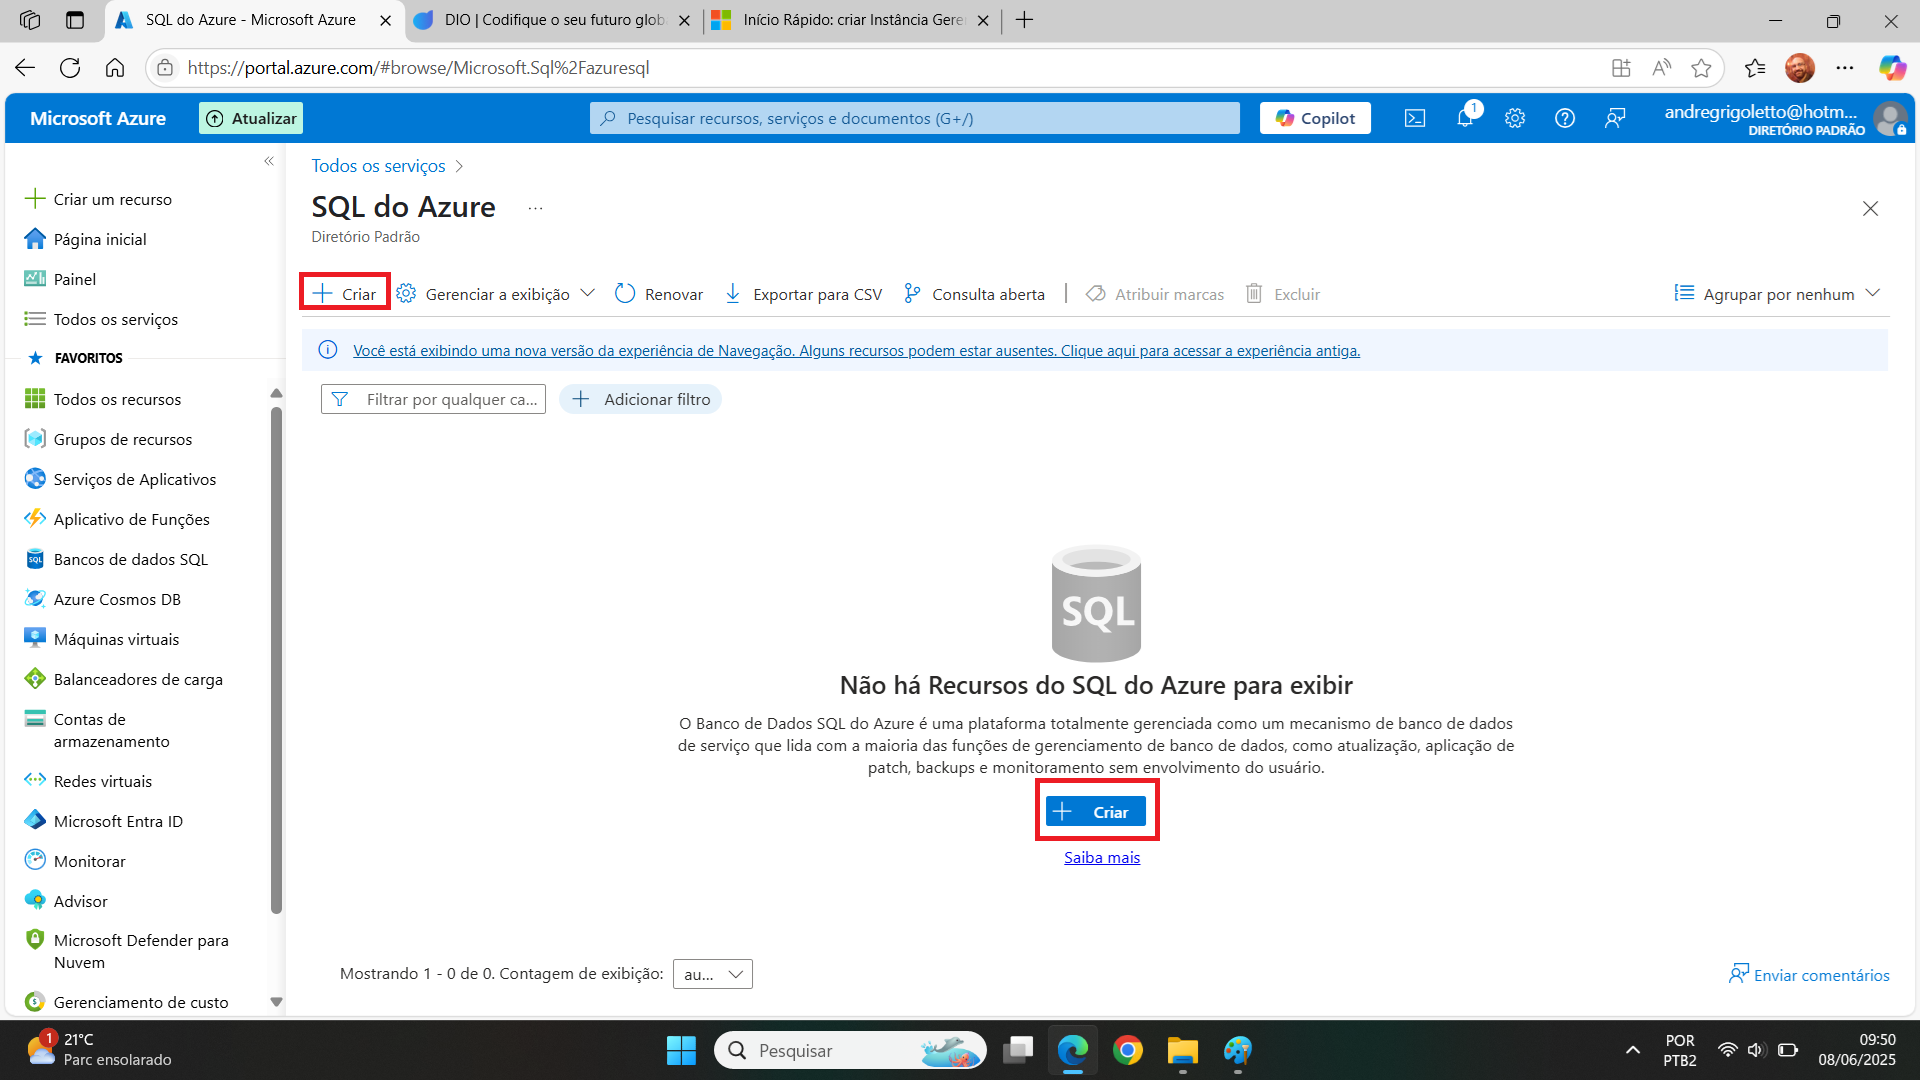 SQL do Azure - Microsoft Azure
DIO | Codifique o seu futuro glob
Início Rápido: criar Instância Gere
https://portal.azure.com/#browse/Microsoft.Sql%2Fazuresql
Microsoft Azure
Atualizar
Pesquisar recursos, serviços e documentos (G+/)
Copilot
1
andregrigoletto@hotm...
DIRETÓRIO PADRÃO
Criar um recurso
Página inicial
Painel
Todos os serviços
FAVORITOS
Todos os recursos
Grupos de recursos
Serviços de Aplicativos
Aplicativo de Funções
Bancos de dados SQL
Azure Cosmos DB
Máquinas virtuais
Balanceadores de carga
Contas de
armazenamento
Redes virtuais
Microsoft Entra ID
Monitorar
Advisor
Microsoft Defender para
Nuvem
Gerenciamento de custo
Todos os serviços
SQL do Azure ...
Diretório Padrão
Criar
Gerenciar a exibição
Renovar
Exportar para CSV
Consulta aberta
Atribuir marcas
Excluir
Agrupar por nenhum
Você está exibindo uma nova versão da experiência de Navegação. Alguns recursos podem estar ausentes. Clique aqui para acessar a experiência antiga.
Filtrar por qualquer ca...
Adicionar filtro
SQL
Não há Recursos do SQL do Azure para exibir
O Banco de Dados SQL do Azure é uma plataforma totalmente gerenciada como um mecanismo de banco de dados
de serviço que lida com a maioria das funções de gerenciamento de banco de dados, como atualização, aplicação de
patch, backups e monitoramento sem envolvimento do usuário.
Criar
Saiba mais
Mostrando 1 - 0 de 0. Contagem de exibição:
au...
Enviar comentários
1
21°C
Parc ensolarado
Pesquisar
POR
PTB2
09:50
08/06/2025